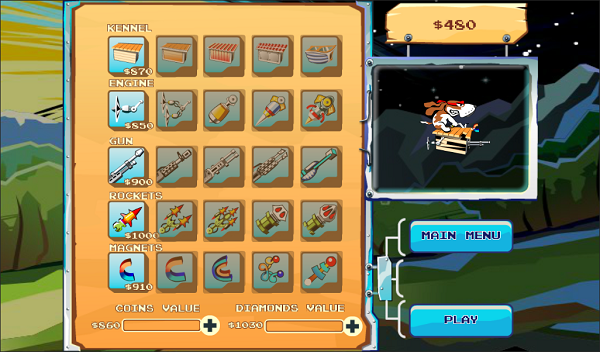 KENNEL
$480
$870
ENGINE
$850
GUN
$900
ROCKETS
$1000
MAIN MENU
MAGNETS
$910
COINS VALUE
DIAMONDS VALUE
$860
$1030
PLAY